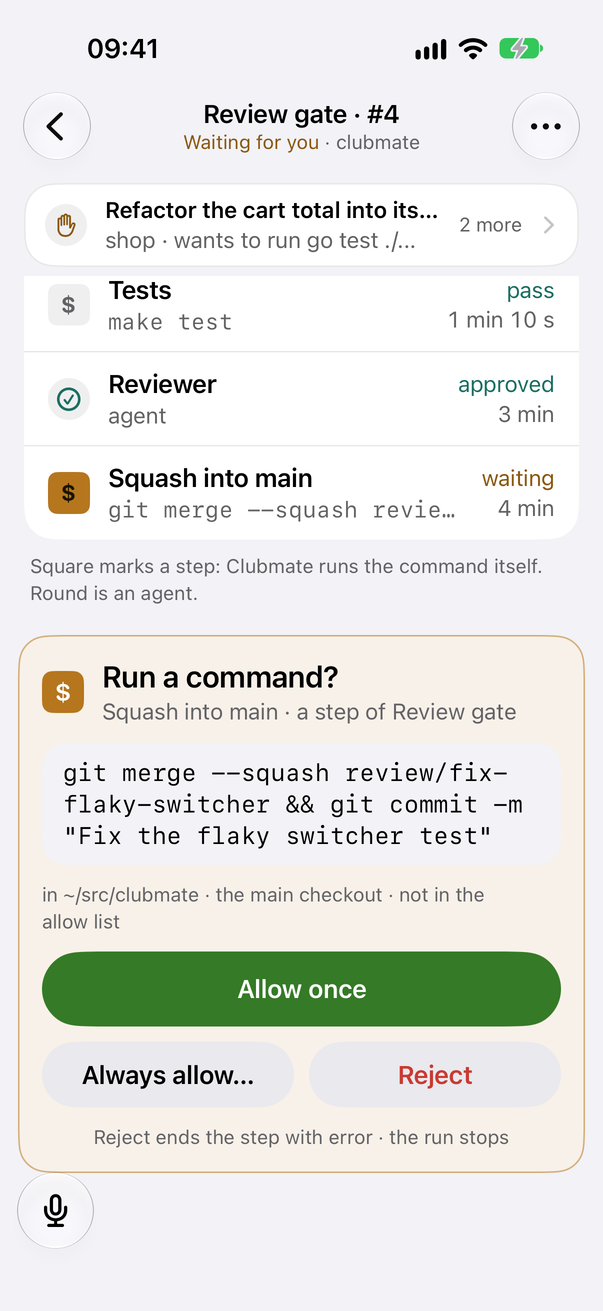 09:41
Review gate · #4
Waiting for you · clubmate
Refactor the cart total into its...
shop · wants to run go test ./...
2 more
$
Tests
pass
make test
1 min 10 s
Reviewer
approved
agent
3 min
$
Squash into main
waiting
git merge --squash revie...
4 min
Square marks a step: Clubmate runs the command itself.
Round is an agent.
$
Run a command?
Squash into main · a step of Review gate
git merge --squash review/fix-
flaky-switcher && git commit -m
"Fix the flaky switcher test"
in ~/src/clubmate · the main checkout · not in the
allow list
Allow once
Always allow...
Reject
Reject ends the step with error · the run stops